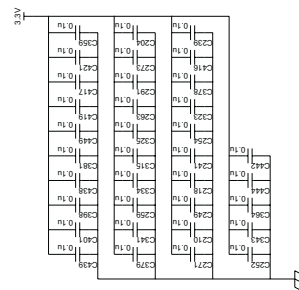 3.3V
0.1u 0.1u 0.1u
C359 C204 C239
0.1u 0.1u 0.1u
C421 C273 C416
0.1u 0.1u 0.1u
C417 C291 C378
0.1u 0.1u 0.1u
C419 C263 C323
0.1u 0.1u 0.1u
C449 C325 C254
0.1u 0.1u 0.1u 0.1u
C381 C315 C241 C442
0.1u 0.1u 0.1u 0.1u
C438 C334 C218 C444
0.1u 0.1u 0.1u 0.1u
C398 C259 C249 C364
0.1u 0.1u 0.1u 0.1u
C401 C341 C210 C343
0.1u 0.1u 0.1u 0.1u
C439 C379 C271 C252